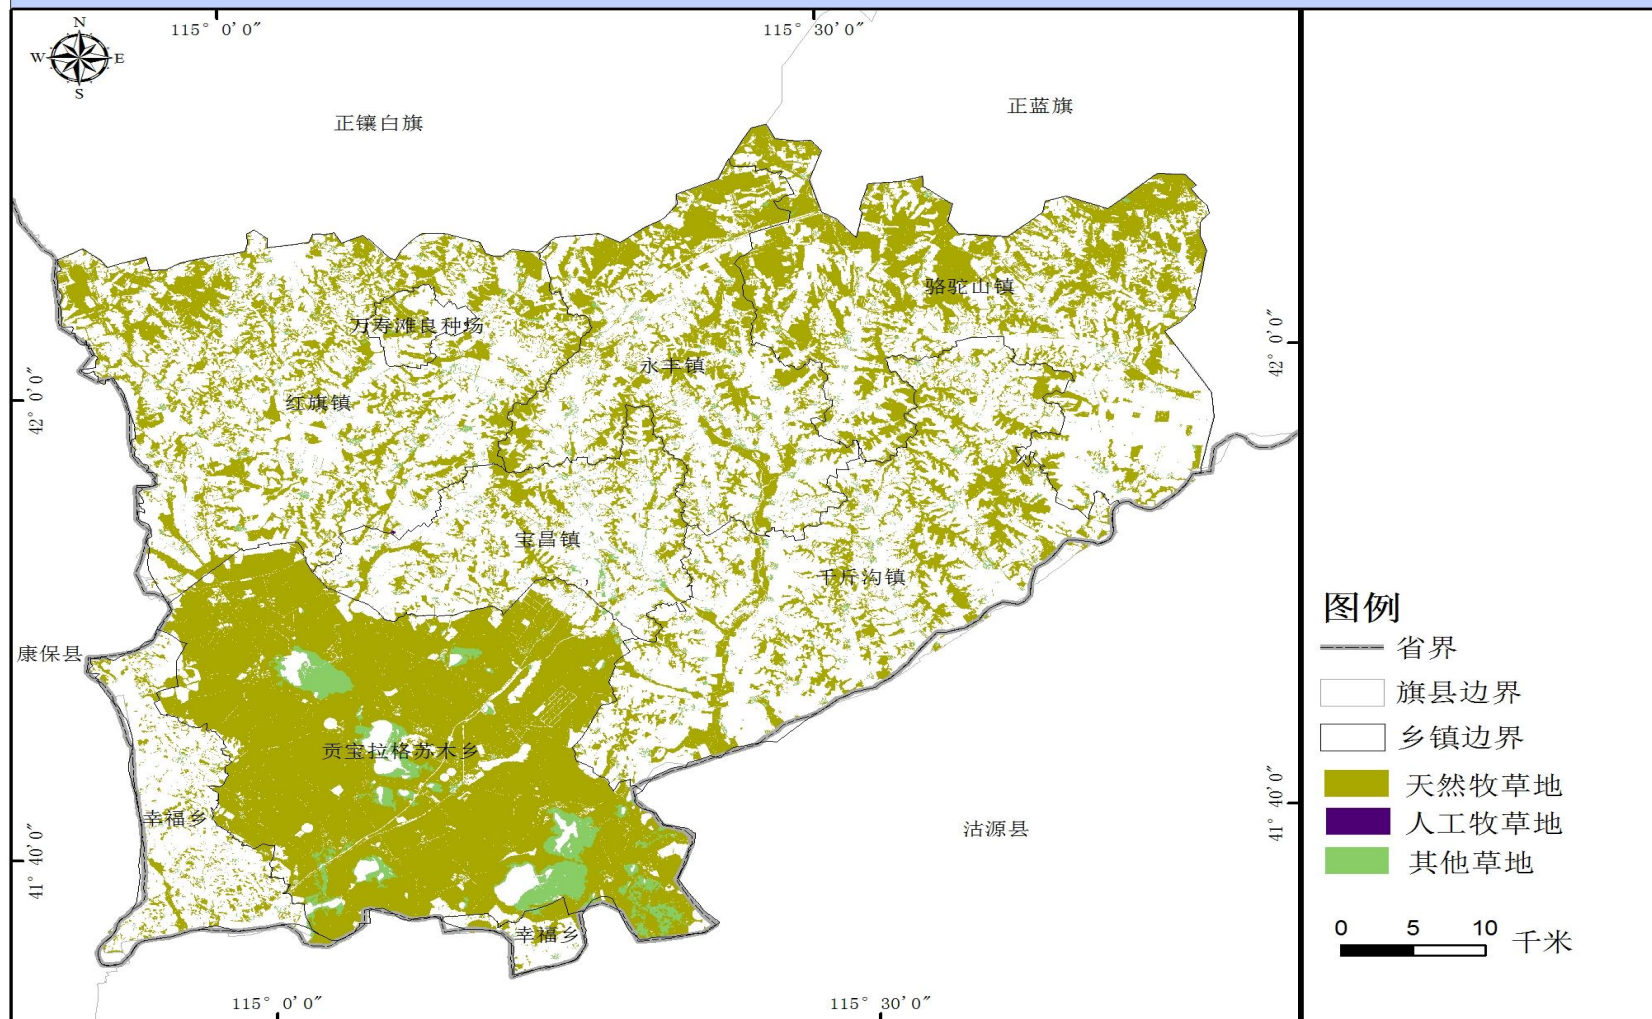 115° 0′0″
115° 30′0″
N
W
E
S
正镶白旗
正蓝旗
骆驼山镇
万寿滩良种场
42° 0′0″
永丰镇
42° 0′0″
红旗镇
宝昌镇
千斤沟镇
康保县
贡宝拉格苏木乡
幸福乡
沽源县
41° 40′0″
41° 40′0″
幸福乡
115° 0′0″
115° 30′0″
图例
省界
旗县边界
乡镇边界
天然牧草地
人工牧草地
其他草地
0 5 10 千米